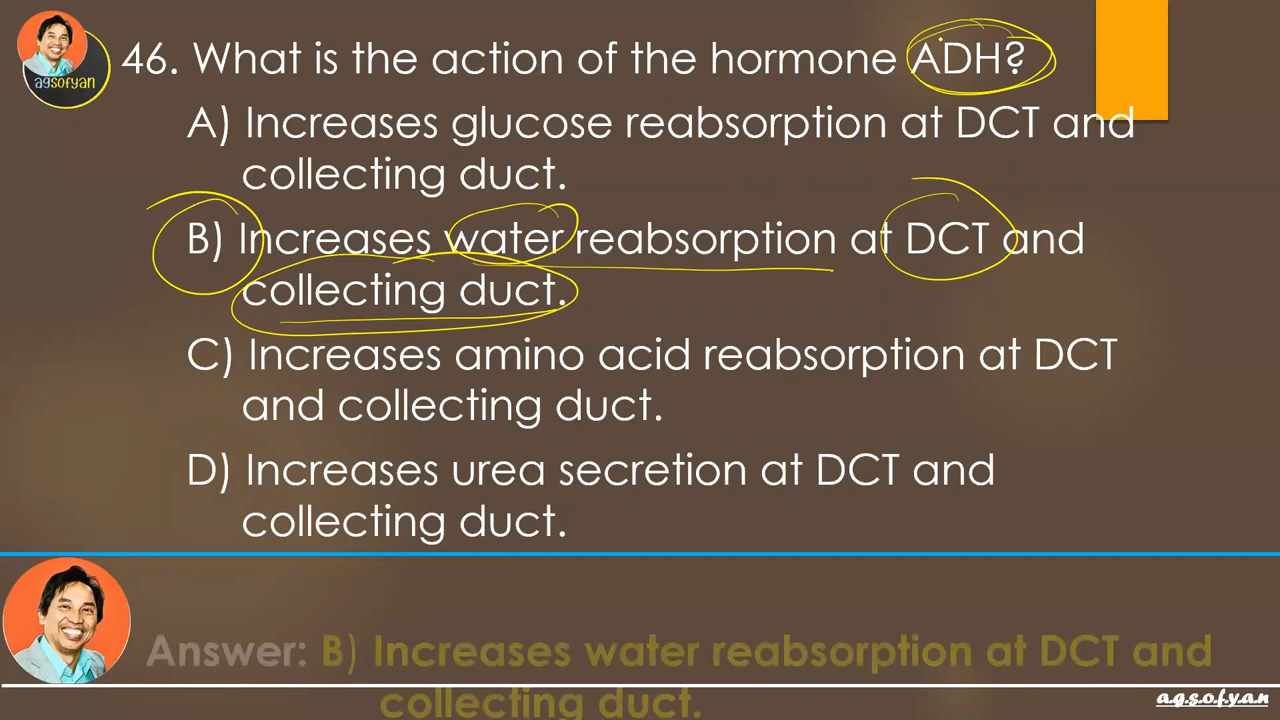 agsofyan
46. What is the action of the hormone ADH?
A) Increases glucose reabsorption at DCT and
collecting duct.
B) Increases water reabsorption at DCT and
collecting duct.
C) Increases amino acid reabsorption at DCT
and collecting duct.
D) Increases urea secretion at DCT and
collecting duct.
Answer: B) Increases water reabsorption at DCT and
collecting duct.
a.g.s.o.f.y.a.n